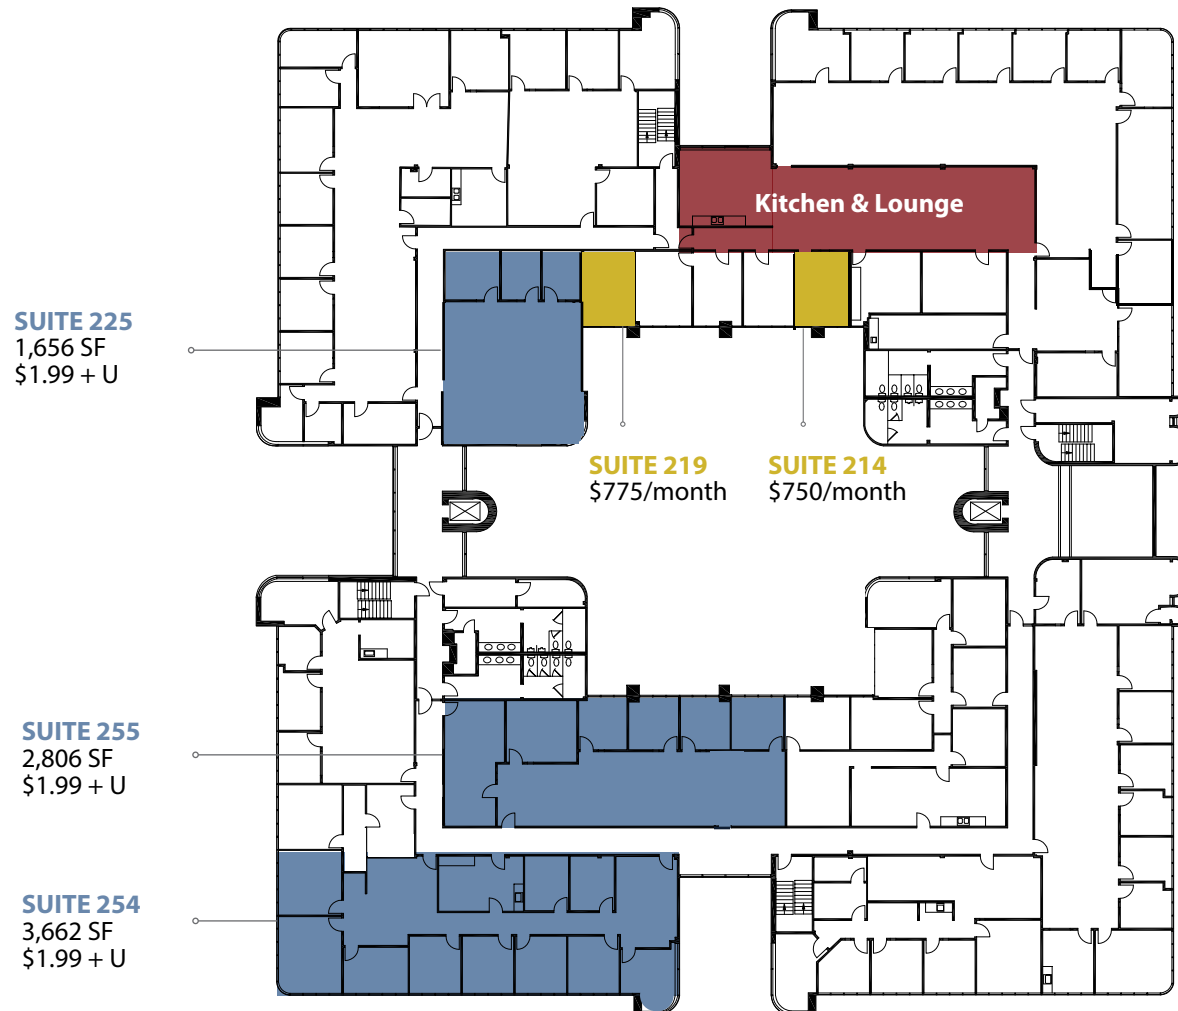 Kitchen & Lounge
SUITE 225
1,656 SF
$1.99 + U
SUITE 219
$775/month
SUITE 214
$750/month
SUITE 255
2,806 SF
$1.99 + U
SUITE 254
3,662 SF
$1.99 + U